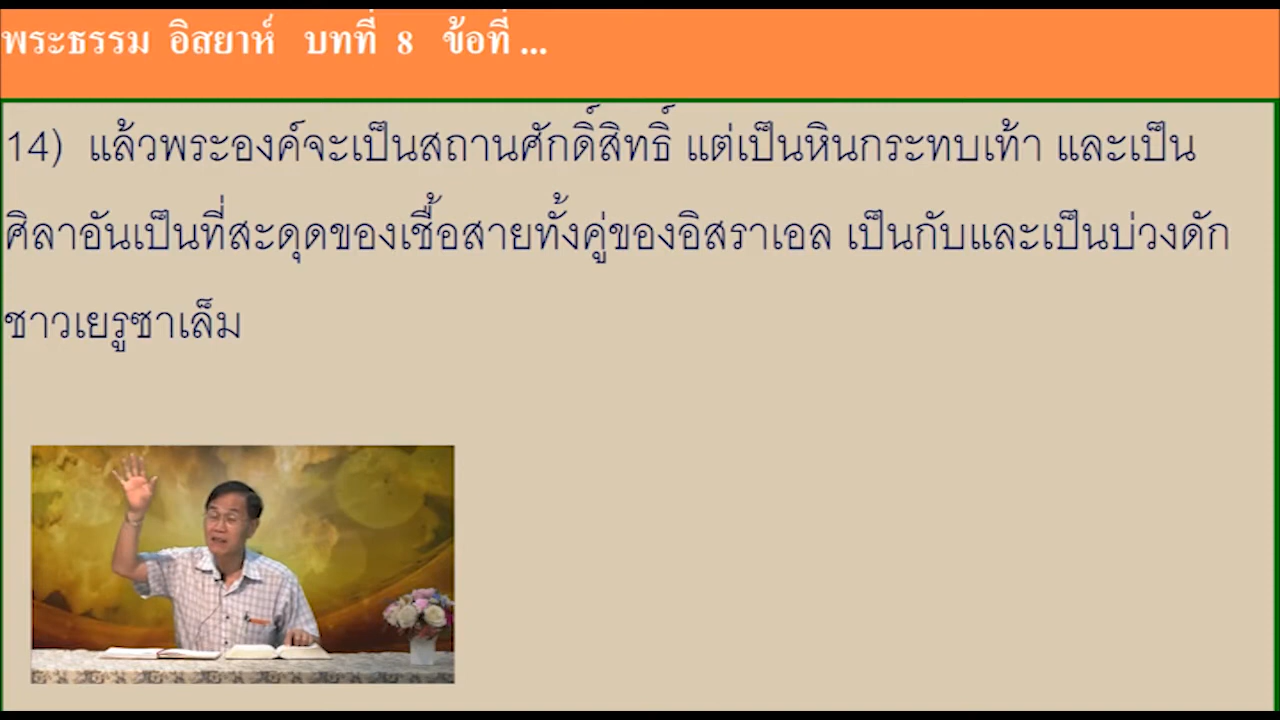 พระธรรม อิสยาห์ บทที่ 8 ข้อที่ ...
14) แล้วพระองค์จะเป็นสถานศักดิ์สิทธิ์ แต่เป็นหินกระทบเท้า และเป็น
ศิลาอันเป็นที่สะดุดของเชื้อสายทั้งคู่ของอิสราเอล เป็นกับและเป็นบ่วงดัก
ชาวเยรูซาเล็ม